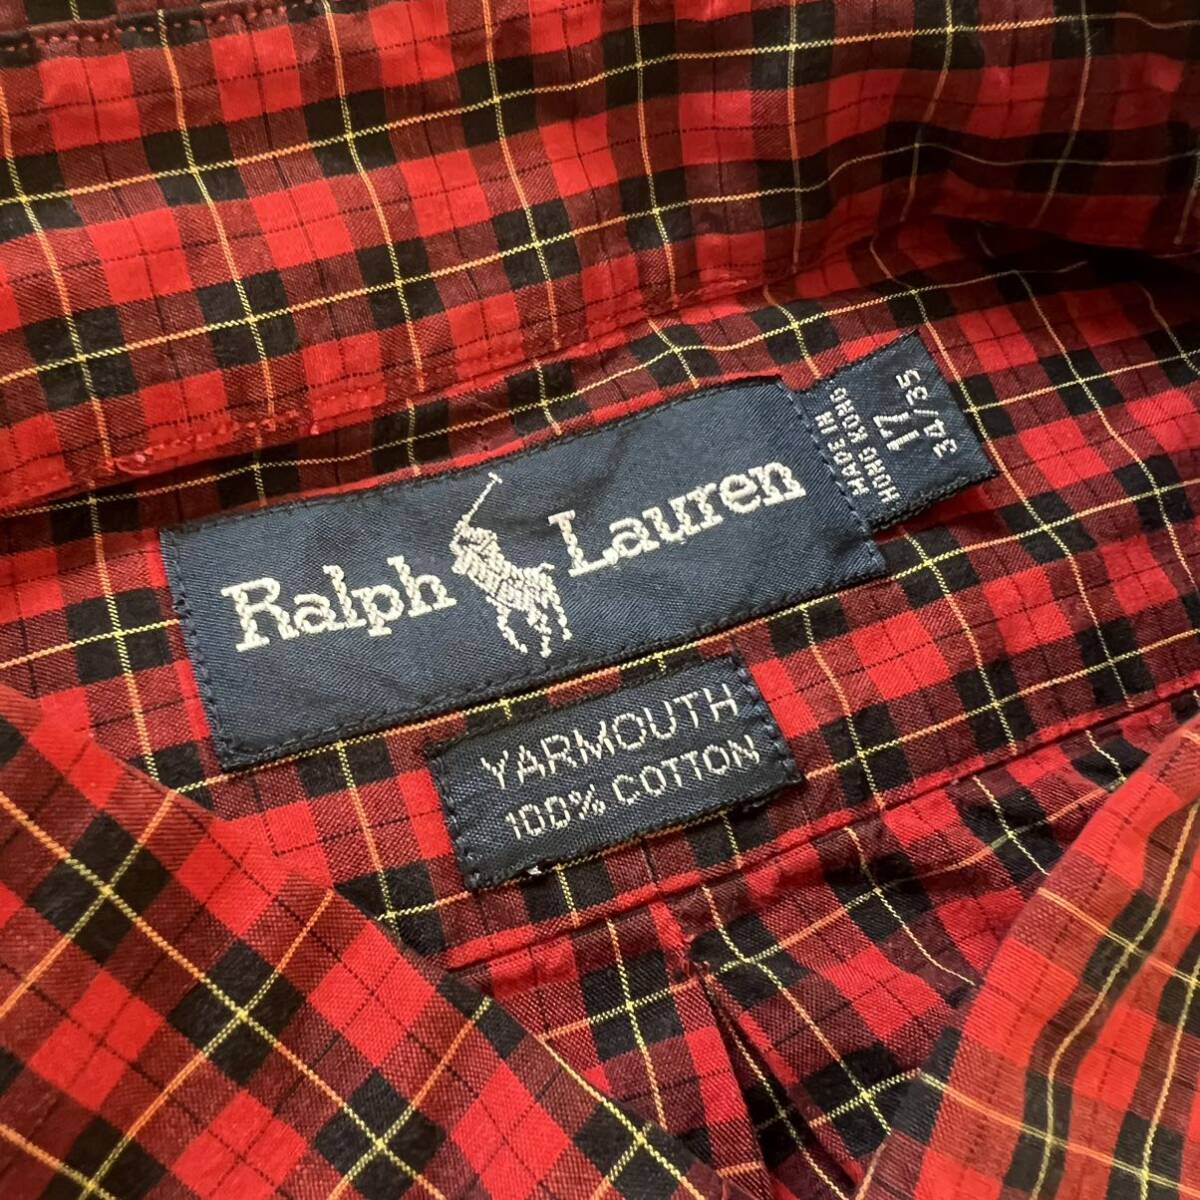 Ralph Lauren
MADE IN
HONG KONG
17
34/35
YARMOUTH
100% COTTON